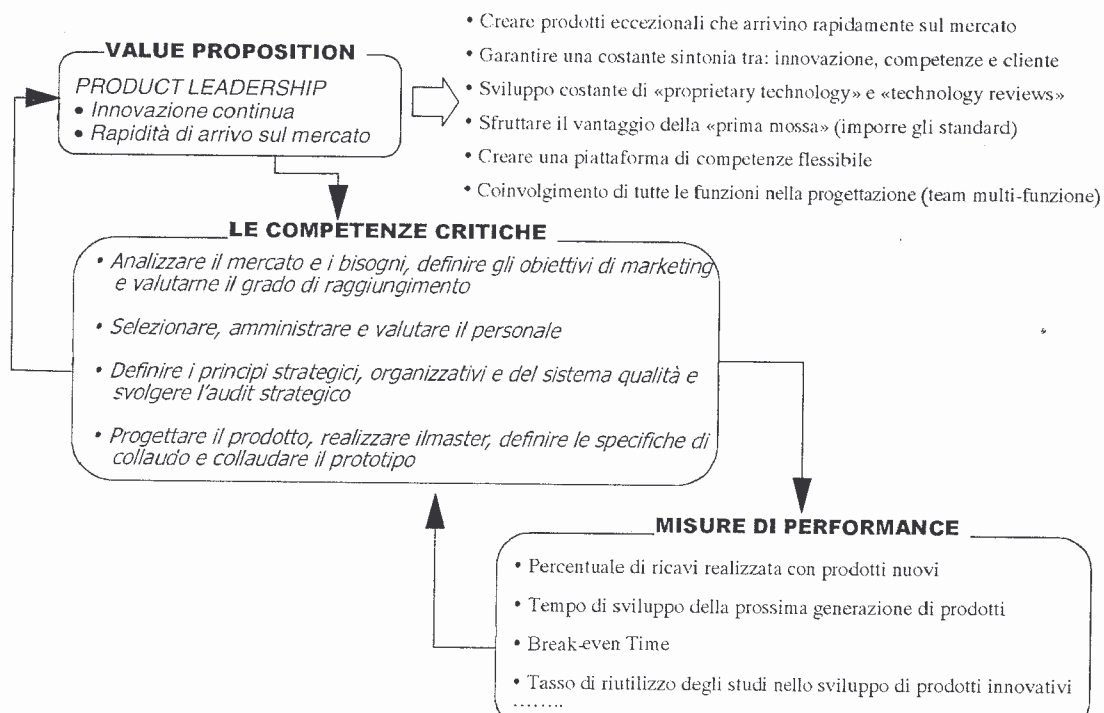 VALUE PROPOSITION
PRODUCT LEADERSHIP
• Innovazione continua
• Rapidità di arrivo sul mercato
• Creare prodotti eccezionali che arrivino rapidamente sul mercato
• Garantire una costante sintonia tra: innovazione, competenze e cliente
• Sviluppo costante di «proprietary technology» e «technology reviews»
• Sfruttare il vantaggio della «prima mossa» (imporre gli standard)
• Creare una piattaforma di competenze flessibile
• Coinvolgimento di tutte le funzioni nella progettazione (team multi-funzione)
LE COMPETENZE CRITICHE
• Analizzare il mercato e i bisogni, definire gli obiettivi di marketing
e valutarne il grado di raggiungimento
• Selezionare, amministrare e valutare il personale
• Definire i principi strategici, organizzativi e del sistema qualità e
svolgere l'audit strategico
• Progettare il prodotto, realizzare ilmaster, definire le specifiche di
collaudo e collaudare il prototipo
MISURE DI PERFORMANCE
• Percentuale di ricavi realizzata con prodotti nuovi
• Tempo di sviluppo della prossima generazione di prodotti
• Break-even Time
• Tasso di riutilizzo degli studi nello sviluppo di prodotti innovativi
........